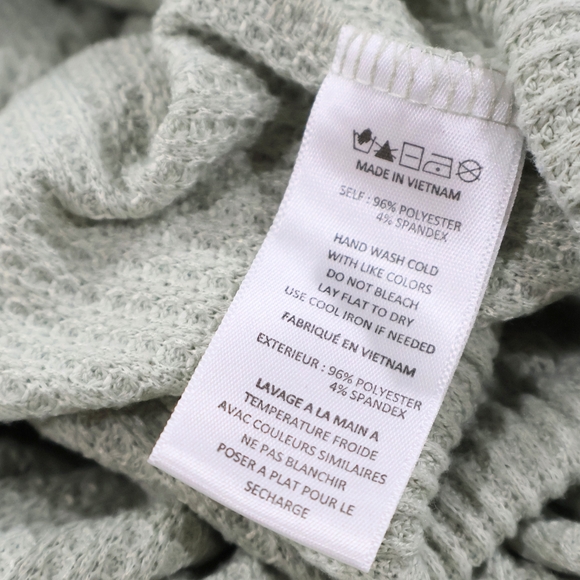 MADE IN VIETNAM
SELF : 96% POLYESTER
4% SPANDEX
HAND WASH COLD
WITH LIKE COLORS
DO NOT BLEACH
LAY FLAT TO DRY
USE COOL IRON IF NEEDED
FABRIQUÉ EN VIETNAM
EXTERIEUR : 96% POLYESTER
4% SPANDEX
LAVAGE A LA MAIN A
TEMPERATURE FROIDE
AVAC COULEURS SIMILAIRES
NE PAS BLANCHIR
POSER A PLAT POUR LE
SECHARGE